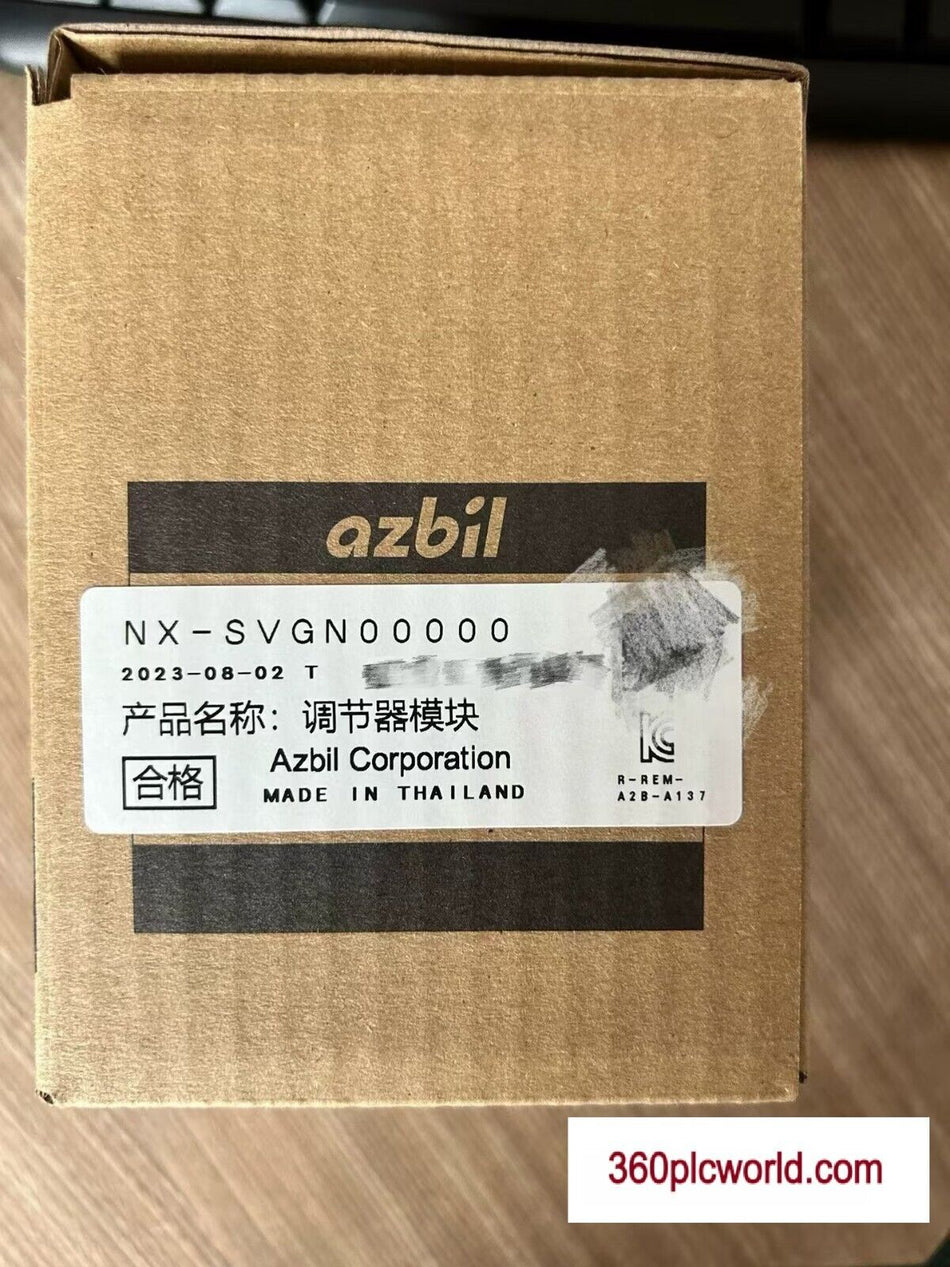 azbil
NX-SVGN00000
2023-08-02 T
产品名称：调节器模块
合格
Azbil Corporation
MADE IN THAILAND
R-REM-
A2B-A137
360plcworld.com